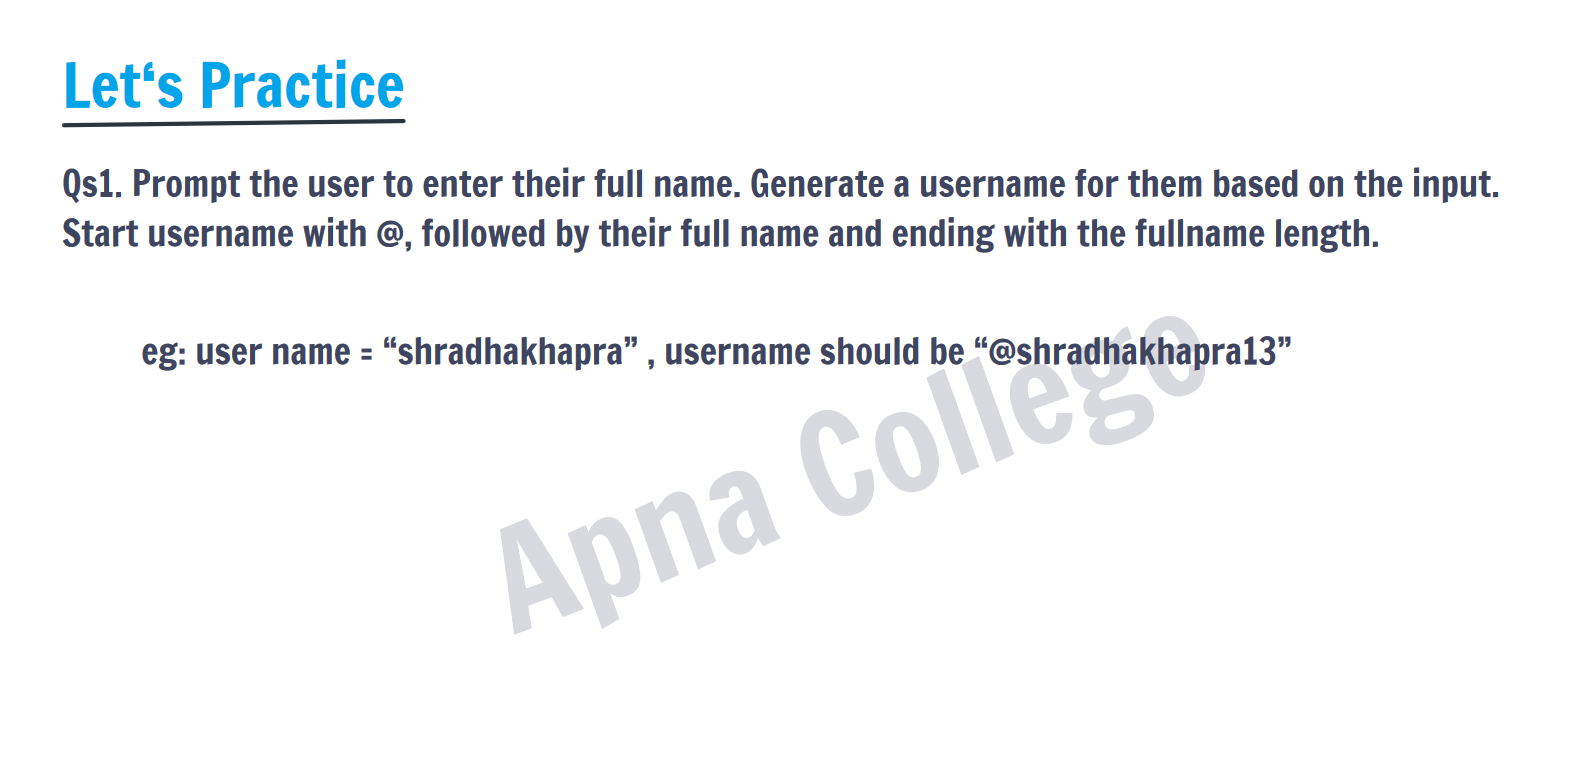 Let‘s Practice
Qs1. Prompt the user to enter their full name. Generate a username for them based on the input.
Start username with @, followed by their full name and ending with the fullname length.
eg: user name = “shradhakhapra” , username should be “@shradhakhapra13”
Apna Collego